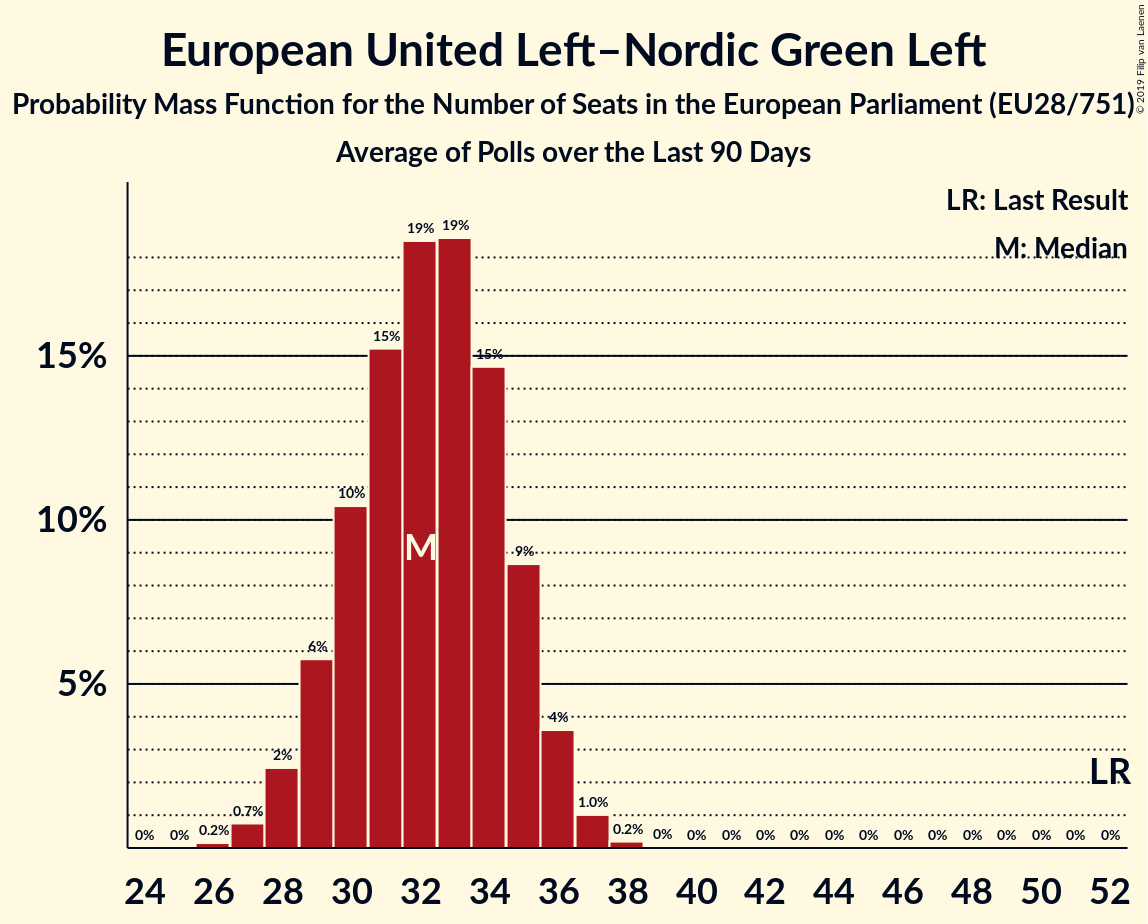 European United Left–Nordic Green Left
Probability Mass Function for the Number of Seats in the European Parliament (EU28/751)
Average of Polls over the Last 90 Days
© 2019 Filip van Laenen
LR: Last Result
M: Median
19% 19%
15%
15% 15%
10%
10%
M
9%
6%
5%
4%
2%
LR
0% 0% 0.2% 0.7% 1.0% 0.2% 0% 0% 0% 0% 0% 0% 0% 0% 0% 0% 0% 0% 0% 0%
24 26 28 30 32 34 36 38 40 42 44 46 48 50 52